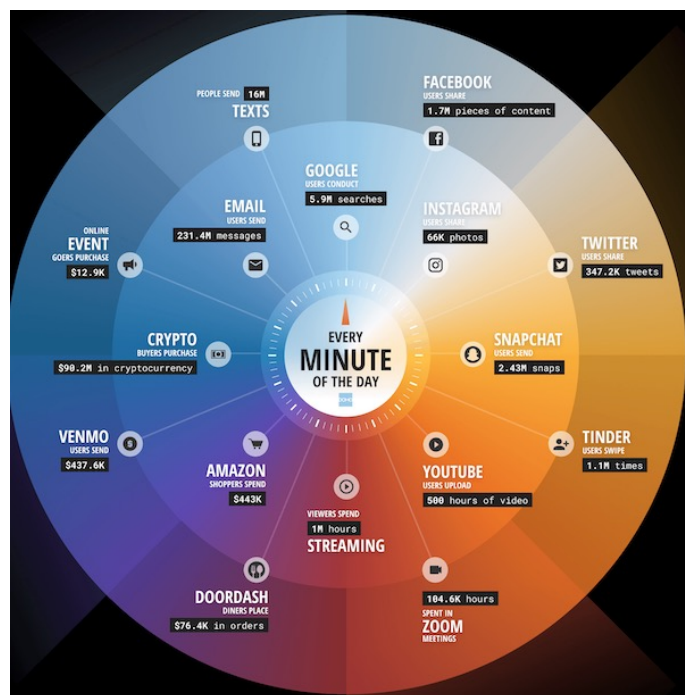 PEOPLE SEND 16M
TEXTS
FACEBOOK
USERS SHARE
1.7M pieces of content
GOOGLE
USERS CONDUCT
5.9M searches
EMAIL
USERS SEND
231.4M messages
INSTAGRAM
USERS SHARE
66K photos
ONLINE
EVENT
GOERS PURCHASE
$12.9K
TWITTER
USERS SHARE
347.2K tweets
CRYPTO
BUYERS PURCHASE
$90.2M in cryptocurrency
EVERY
MINUTE
OF THE DAY
DOMO
SNAPCHAT
USERS SEND
2.43M snaps
VENMO
USERS SEND
$437.6K
AMAZON
SHOPPERS SPEND
$443K
VIEWERS SPEND
1M hours
STREAMING
YOUTUBE
USERS UPLOAD
500 hours of video
TINDER
USERS SWIPE
1.1M times
DOORDASH
DINERS PLACE
$76.4K in orders
104.6K hours
SPENT IN
ZOOM
MEETINGS